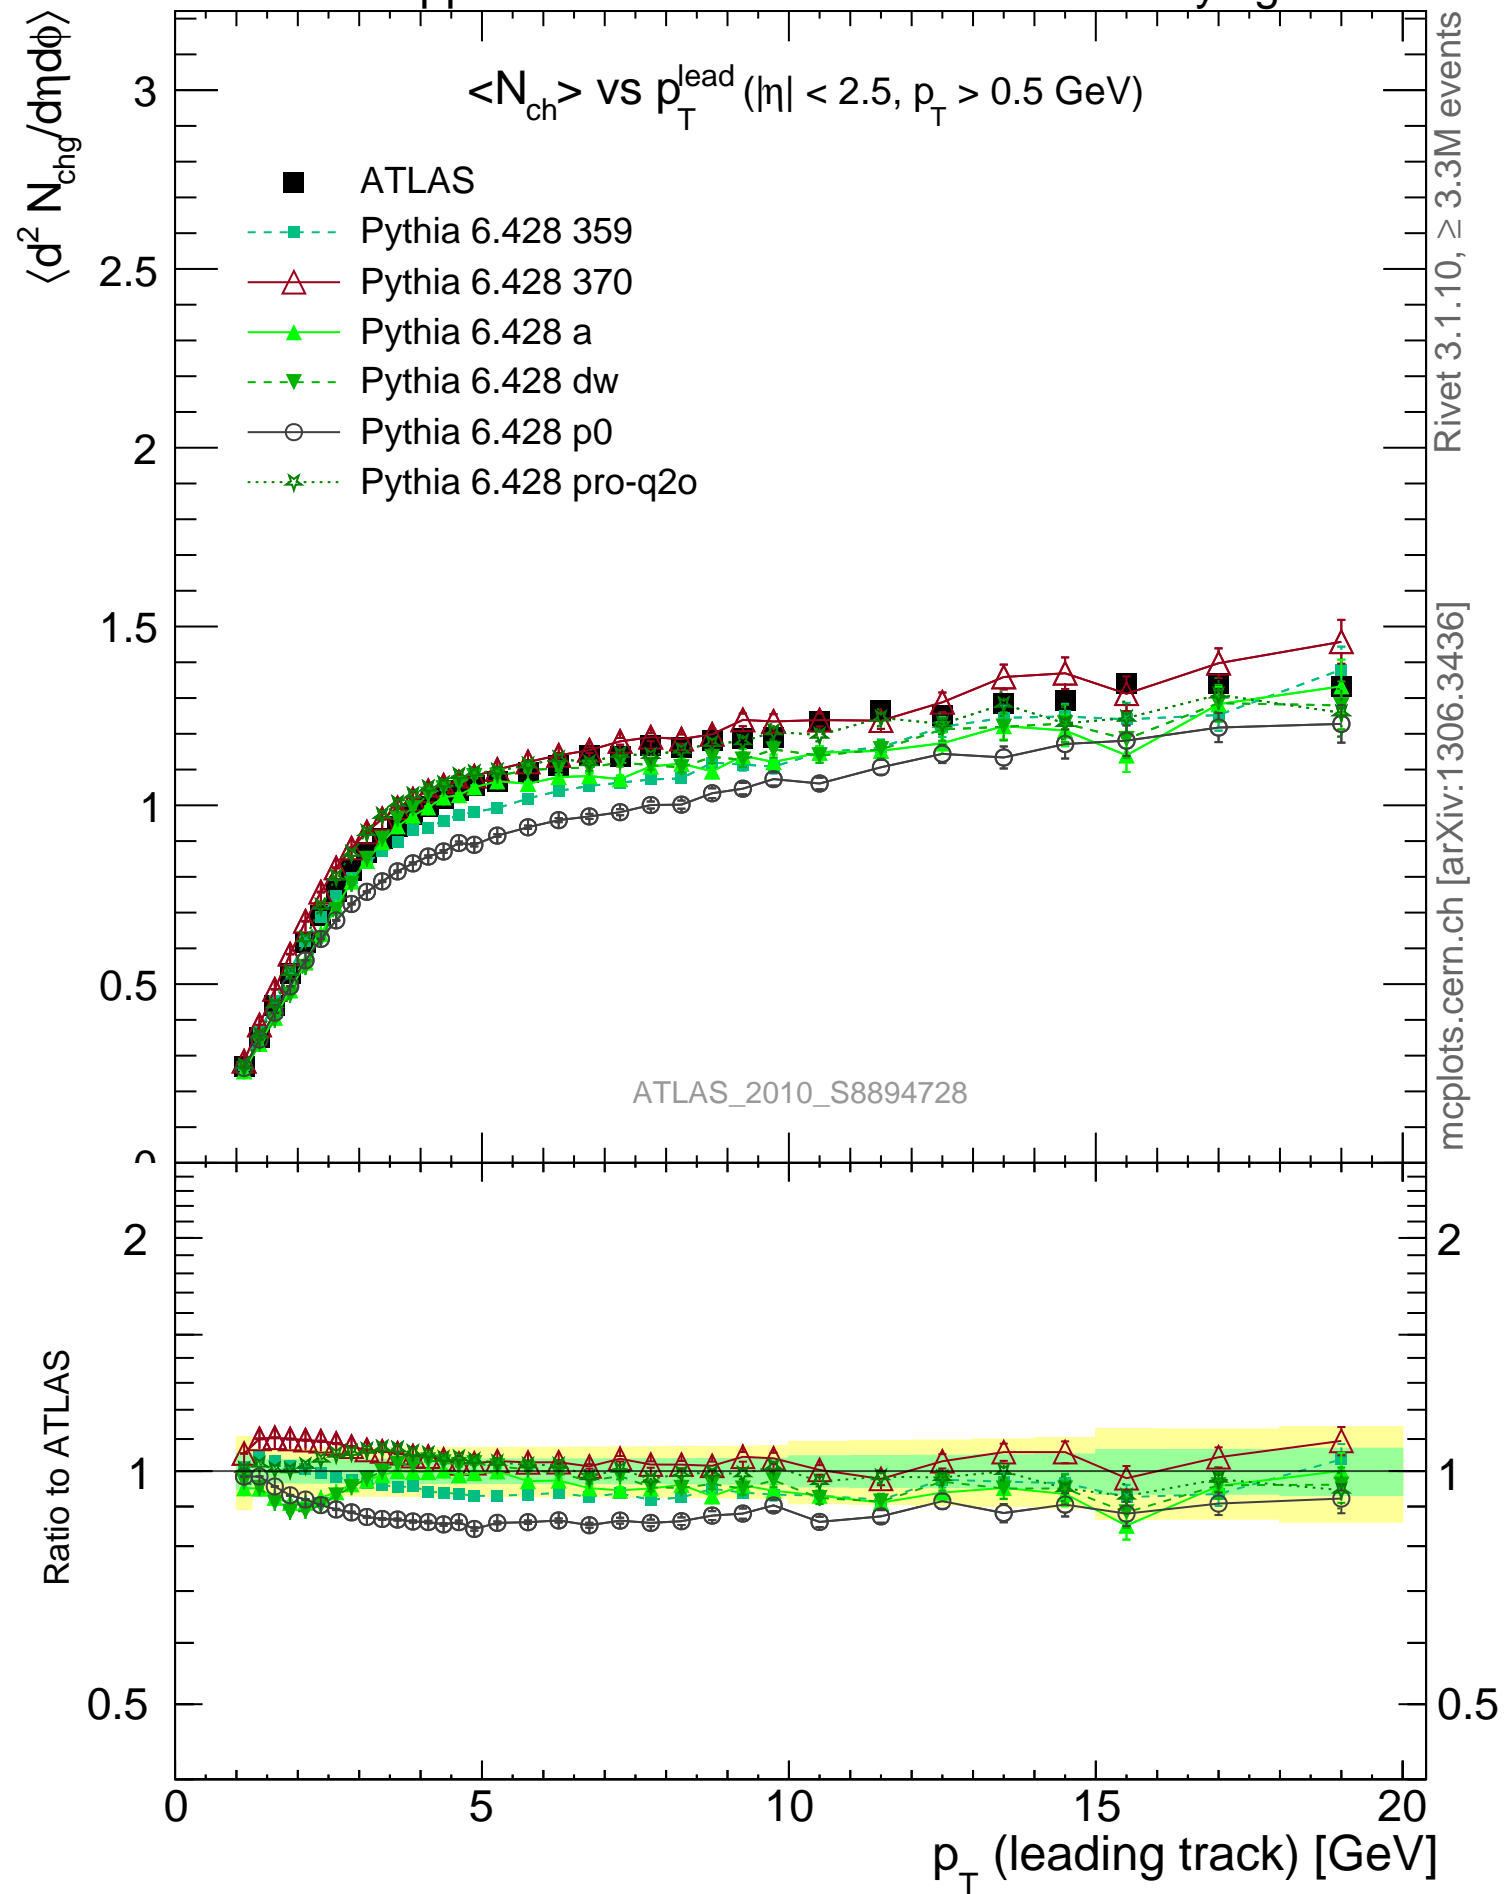 ⟨d² N_chg/dηdϕ⟩
<N_ch> vs p_T^lead (|η| < 2.5, p_T > 0.5 GeV)
ATLAS
Pythia 6.428 359
Pythia 6.428 370
Pythia 6.428 a
Pythia 6.428 dw
Pythia 6.428 p0
Pythia 6.428 pro-q2o
3
2.5
2
1.5
1
0.5
0
ATLAS_2010_S8894728
Rivet 3.1.10, ≥ 3.3M events
mcplots.cern.ch [arXiv:1306.3436]
Ratio to ATLAS
2
1
0.5
2
1
0.5
0 5 10 15 20
p_T (leading track) [GeV]